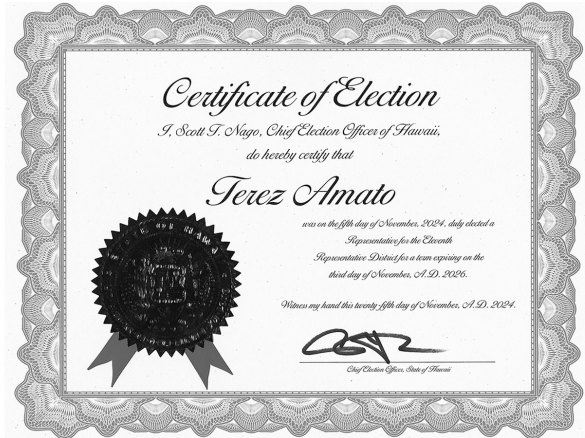 Certificate of Election
I, Scott T. Nago, Chief Election Officer of Hawaii,
do hereby certify that
Terez Amato
was on the fifth day of November, 2024, duly elected a
Representative for the Eleventh
Representative District for a term expiring on the
third day of November, A.D. 2026.
Witness my hand this twenty-fifth day of November, A.D. 2024.
Chief Election Officer, State of Hawaii
STATE OF HAWAII